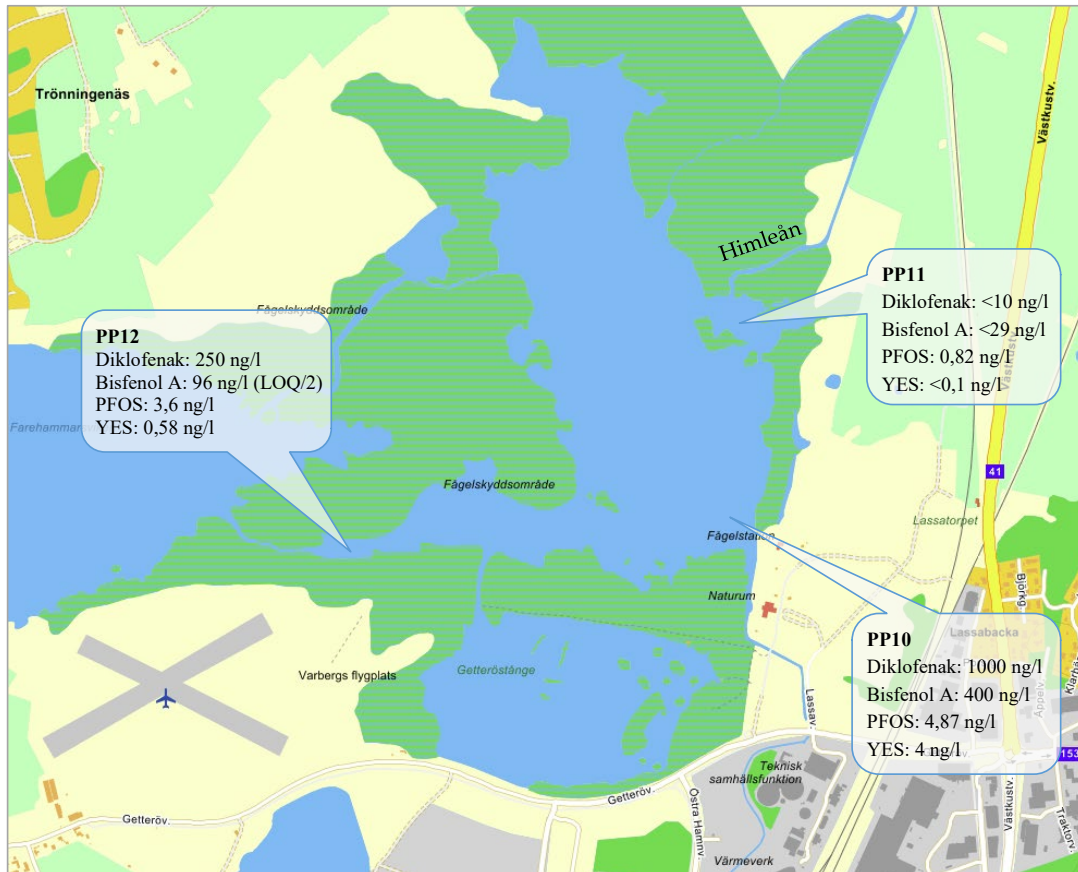 Trönningenäs
Västkustv.
Himleån
PP11
Diklofenak: <10 ng/l
Bisfenol A: <29 ng/l
PFOS: 0,82 ng/l
YES: <0,1 ng/l
Västkustv.
Fågelskyddsområde
PP12
Diklofenak: 250 ng/l
Bisfenol A: 96 ng/l (LOQ/2)
PFOS: 3,6 ng/l
YES: 0,58 ng/l
Fågelskyddsområde
41
Lassatorpet
Fågelstation
Naturum
Björkg
Lassabacka
PP10
Diklofenak: 1000 ng/l
Bisfenol A: 400 ng/l
PFOS: 4,87 ng/l
YES: 4 ng/l
Getteröstånge
Varbergs flygplats
Lassav.
Appelv.
153
Teknisk
samhällsfunktion
Getteröv.
Getteröv.
Östra Hamnv.
Värmeverk
Västkustv.
Traktorv.